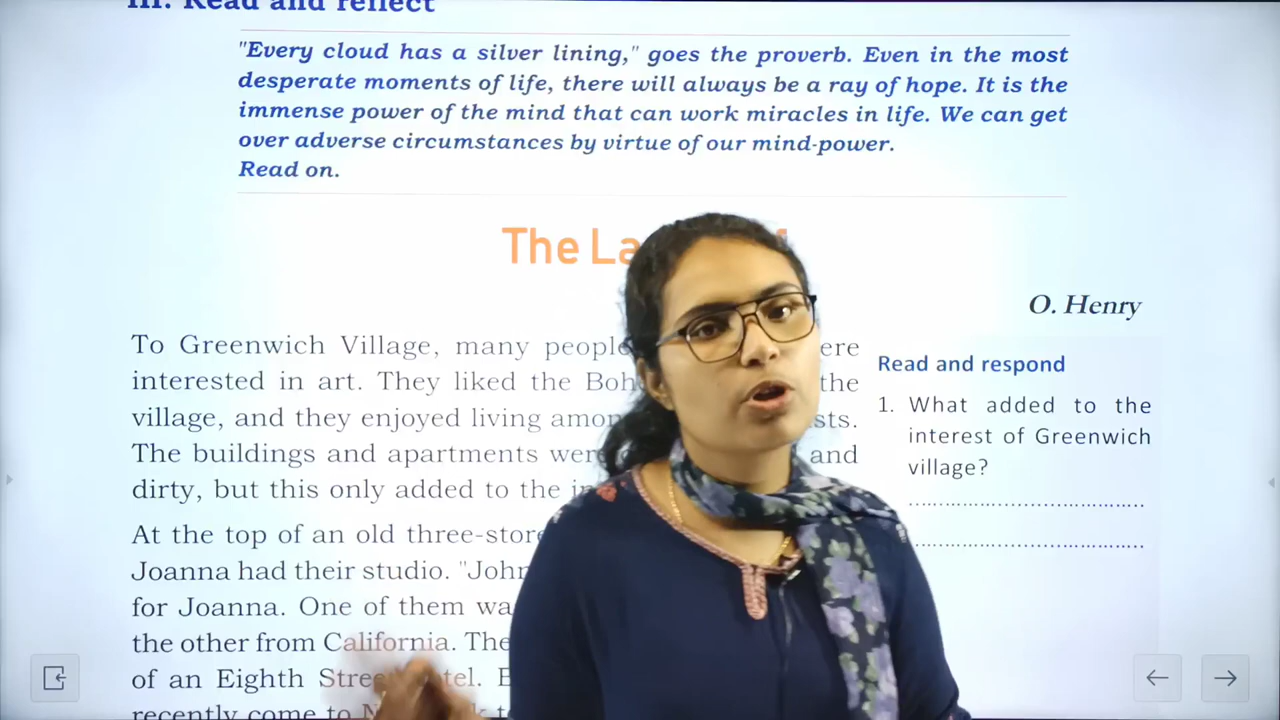 III. Read and reflect
"Every cloud has a silver lining," goes the proverb. Even in the most
desperate moments of life, there will always be a ray of hope. It is the
immense power of the mind that can work miracles in life. We can get
over adverse circumstances by virtue of our mind-power.
Read on.
The La
O. Henry
To Greenwich Village, many people ere
interested in art. They liked the Boh the
village, and they enjoyed living amon sts.
The buildings and apartments were and
dirty, but this only added to the in
At the top of an old three-store
Joanna had their studio. "John
for Joanna. One of them wa
the other from California. The
of an Eighth Street tel.
recently come to
Read and respond
1. What added to the
interest of Greenwich
village?